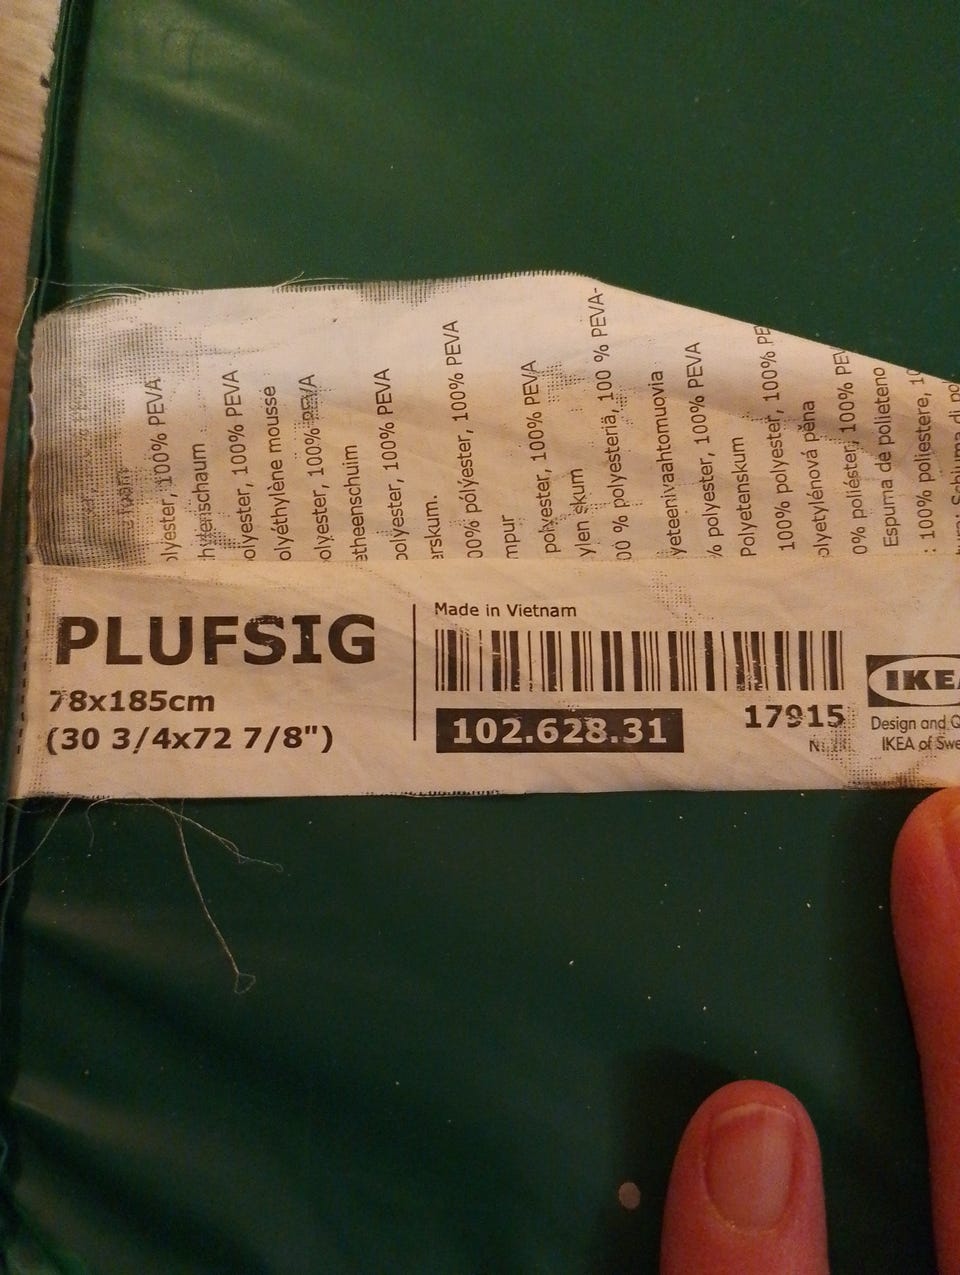 PLUFSIG
78x185cm
(30 3/4x72 7/8")
Made in Vietnam
102.628.31
17915
IKEA
Design and Q
IKEA of Swe
olyester, 100% PEVA
hylenschaum
olyester, 100% PEVA
olyéthylène mousse
olyester, 100% PEVA
etheenschuim
polyester, 100% PEVA
erskum.
00% pólýester, 100% PEVA
mpur
polyester, 100% PEVA
ylen skum
00 % polyesteriä, 100 % PEVA-
yeteenivaahtomuovia
% polyester, 100% PEVA
Polyetenskum
100% polyester, 100% PE
olyetylénová pěna
0% poliéster, 100% PEV
Espuma de polieteno
: 100% poliestere, 10